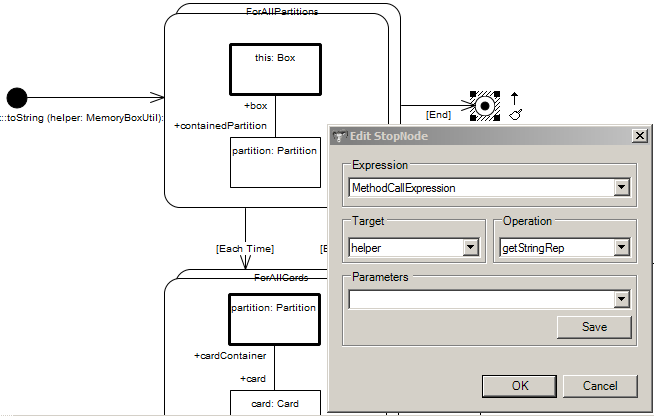 ForAllPartitions
this: Box
::toString (helper: MemoryBoxUtil):
+box
+containedPartition
partition: Partition
[End]
[Each Time]
ForAllCards
partition: Partition
+cardContainer
+card
card: Card
Edit StopNode
Expression
MethodCallExpression
Target
helper
Operation
getStringRep
Parameters
Save
OK
Cancel